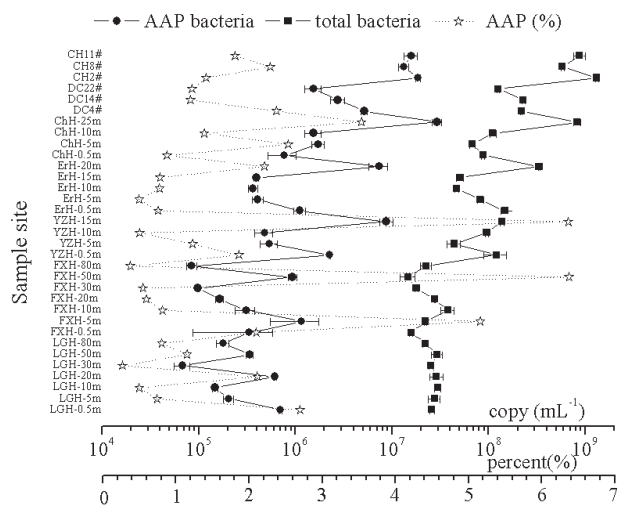 AAP bacteria total bacteria AAP (%)
CH11#
CH8#
CH2#
DC22#
DC14#
DC4#
ChH-25m
ChH-10m
ChH-5m
ChH-0.5m
ErH-20m
ErH-15m
ErH-10m
ErH-5m
ErH-0.5m
YZH-15m
YZH-10m
YZH-5m
YZH-0.5m
FXH-80m
FXH-50m
FXH-30m
FXH-20m
FXH-10m
FXH-5m
FXH-0.5m
LGH-80m
LGH-50m
LGH-30m
LGH-20m
LGH-10m
LGH-5m
LGH-0.5m
Sample site
copy (mL⁻¹)
10⁴ 10⁵ 10⁶ 10⁷ 10⁸ 10⁹
percent(%)
0 1 2 3 4 5 6 7